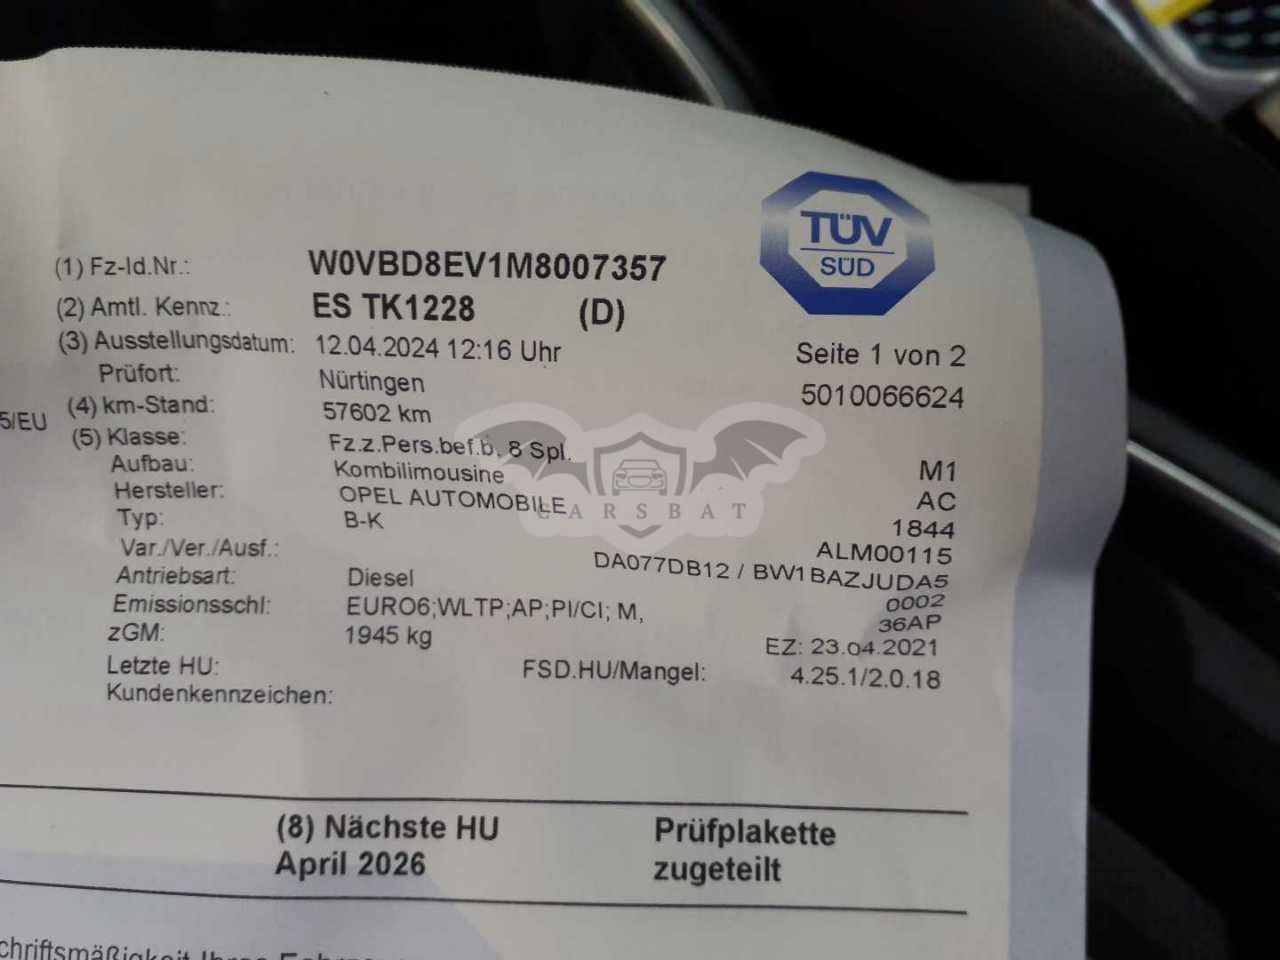 TÜV
SÜD
(1) Fz-Id.Nr.: W0VBD8EV1M8007357
(2) Amtl. Kennz.: ES TK1228 (D)
(3) Ausstellungsdatum: 12.04.2024 12:16 Uhr Seite 1 von 2
Prüfort: Nürtingen 5010066624
5/EU (4) km-Stand: 57602 km
(5) Klasse: Fz.z.Pers.bef.b. 8 Spl. M1
Aufbau: Kombilimousine AC
Hersteller: OPEL AUTOMOBILE 1844
Typ: B-K ALM00115
Var./Ver./Ausf.: DA077DB12 / BW1BAZJUDA5
Antriebsart: Diesel 0002
Emissionsschl: EURO6;WLTP;AP;PI/CI; M, 36AP
zGM: 1945 kg EZ: 23.04.2021
Letzte HU: FSD.HU/Mangel: 4.25.1/2.0.18
Kundenkennzeichen:
CARSBAT
(8) Nächste HU Prüfplakette
April 2026 zugeteilt
chriftsmäßigkeit Ihres